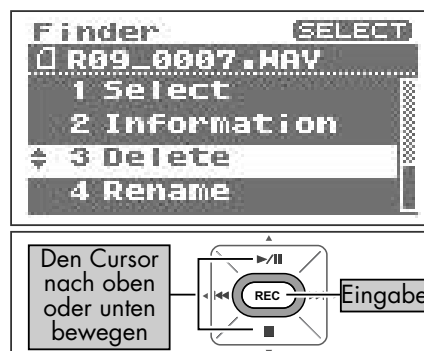 Finder SELECT
R09_0007.WAV
1 Select
2 Information
3 Delete
4 Rename
Den Cursor
nach oben
oder unten
bewegen
REC
Eingabe